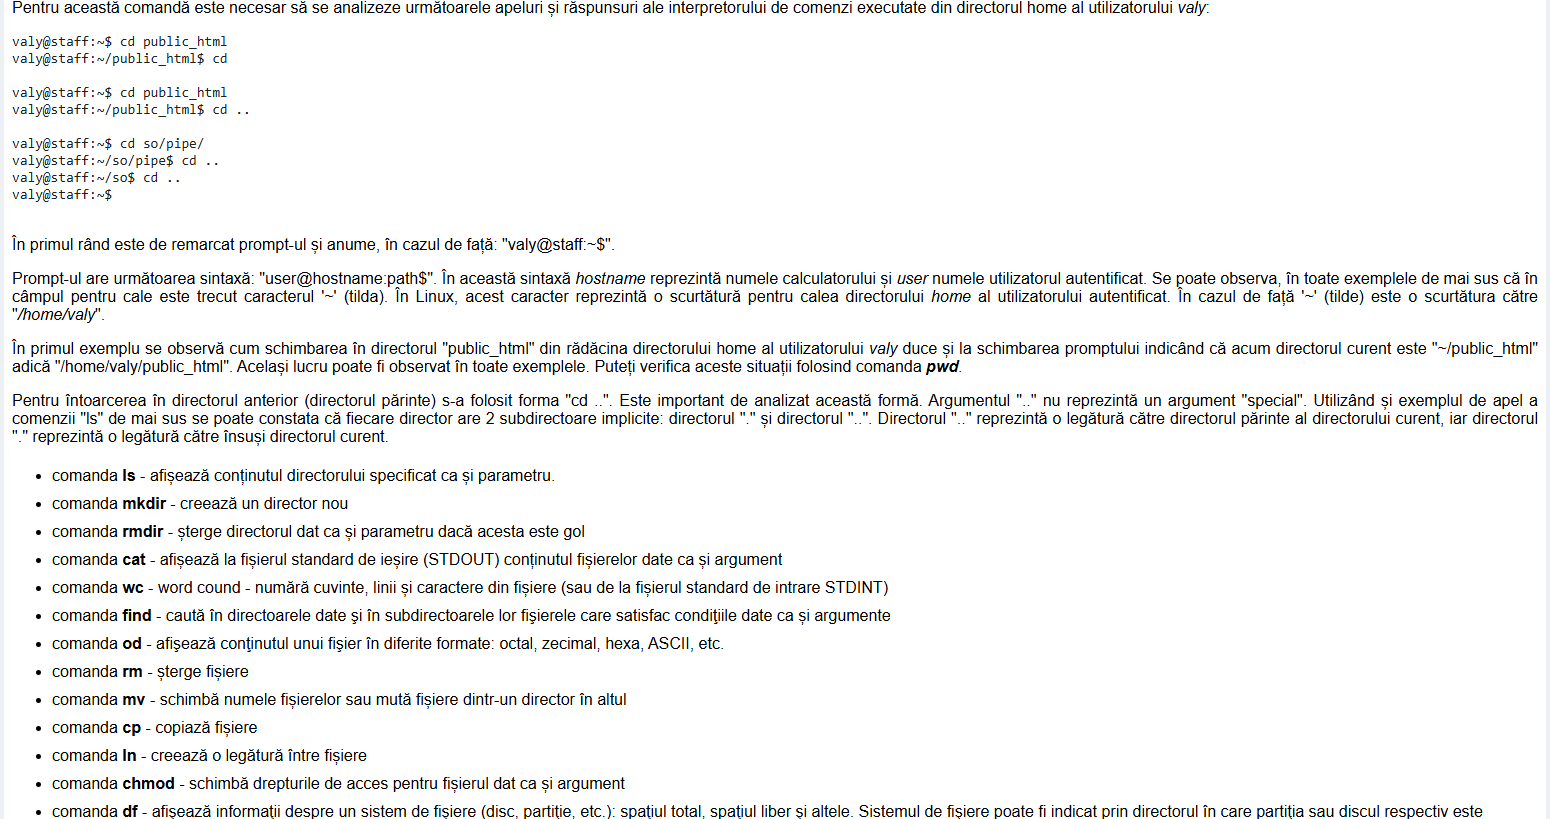 Pentru această comandă este necesar să se analizeze următoarele apeluri și răspunsuri ale interpretorului de comenzi executate din directorul home al utilizatorului valy:
valy@staff:~$ cd public_html
valy@staff:~/public_html$ cd
valy@staff:~$ cd public_html
valy@staff:~/public_html$ cd ..
valy@staff:~$ cd so/pipe/
valy@staff:~/so/pipe$ cd ..
valy@staff:~/so$ cd ..
valy@staff:~$
În primul rând este de remarcat prompt-ul și anume, în cazul de față: "valy@staff:~$".
Prompt-ul are următoarea sintaxă: "user@hostname:path$". În această sintaxă hostname reprezintă numele calculatorului și user numele utilizatorul autentificat. Se poate observa, în toate exemplele de mai sus că în
câmpul pentru cale este trecut caracterul '~' (tilda). În Linux, acest caracter reprezintă o scurtătură pentru calea directorului home al utilizatorului autentificat. În cazul de față '~' (tilde) este o scurtătura către
"/home/valy".
În primul exemplu se observă cum schimbarea în directorul "public_html" din rădăcina directorului home al utilizatorului valy duce și la schimbarea promptului indicând că acum directorul curent este "~/public_html"
adică "/home/valy/public_html". Același lucru poate fi observat în toate exemplele. Puteți verifica aceste situații folosind comanda pwd.
Pentru întoarcerea în directorul anterior (directorul părinte) s-a folosit forma "cd ..". Este important de analizat această formă. Argumentul ".." nu reprezintă un argument "special". Utilizând și exemplul de apel a
comenzii "ls" de mai sus se poate constata că fiecare director are 2 subdirectoare implicite: directorul "." și directorul "..". Directorul ".." reprezintă o legătură către directorul părinte al directorului curent, iar directorul
"." reprezintă o legătură către însuși directorul curent.
• comanda ls - afișează conținutul directorului specificat ca și parametru.
• comanda mkdir - creează un director nou
• comanda rmdir - șterge directorul dat ca și parametru dacă acesta este gol
• comanda cat - afișează la fișierul standard de ieșire (STDOUT) conținutul fișierelor date ca și argument
• comanda wc - word cound - numără cuvinte, linii și caractere din fișiere (sau de la fișierul standard de intrare STDINT)
• comanda find - caută în directoarele date şi în subdirectoarele lor fişierele care satisfac condiţiile date ca și argumente
• comanda od - afişează conţinutul unui fişier în diferite formate: octal, zecimal, hexa, ASCII, etc.
• comanda rm - șterge fișiere
• comanda mv - schimbă numele fișierelor sau mută fișiere dintr-un director în altul
• comanda cp - copiază fișiere
• comanda ln - creează o legătură între fișiere
• comanda chmod - schimbă drepturile de acces pentru fișierul dat ca și argument
• comanda df - afişează informaţii despre un sistem de fişiere (disc, partiţie, etc.): spaţiul total, spaţiul liber şi altele. Sistemul de fişiere poate fi indicat prin directorul în care partiţia sau discul respectiv este